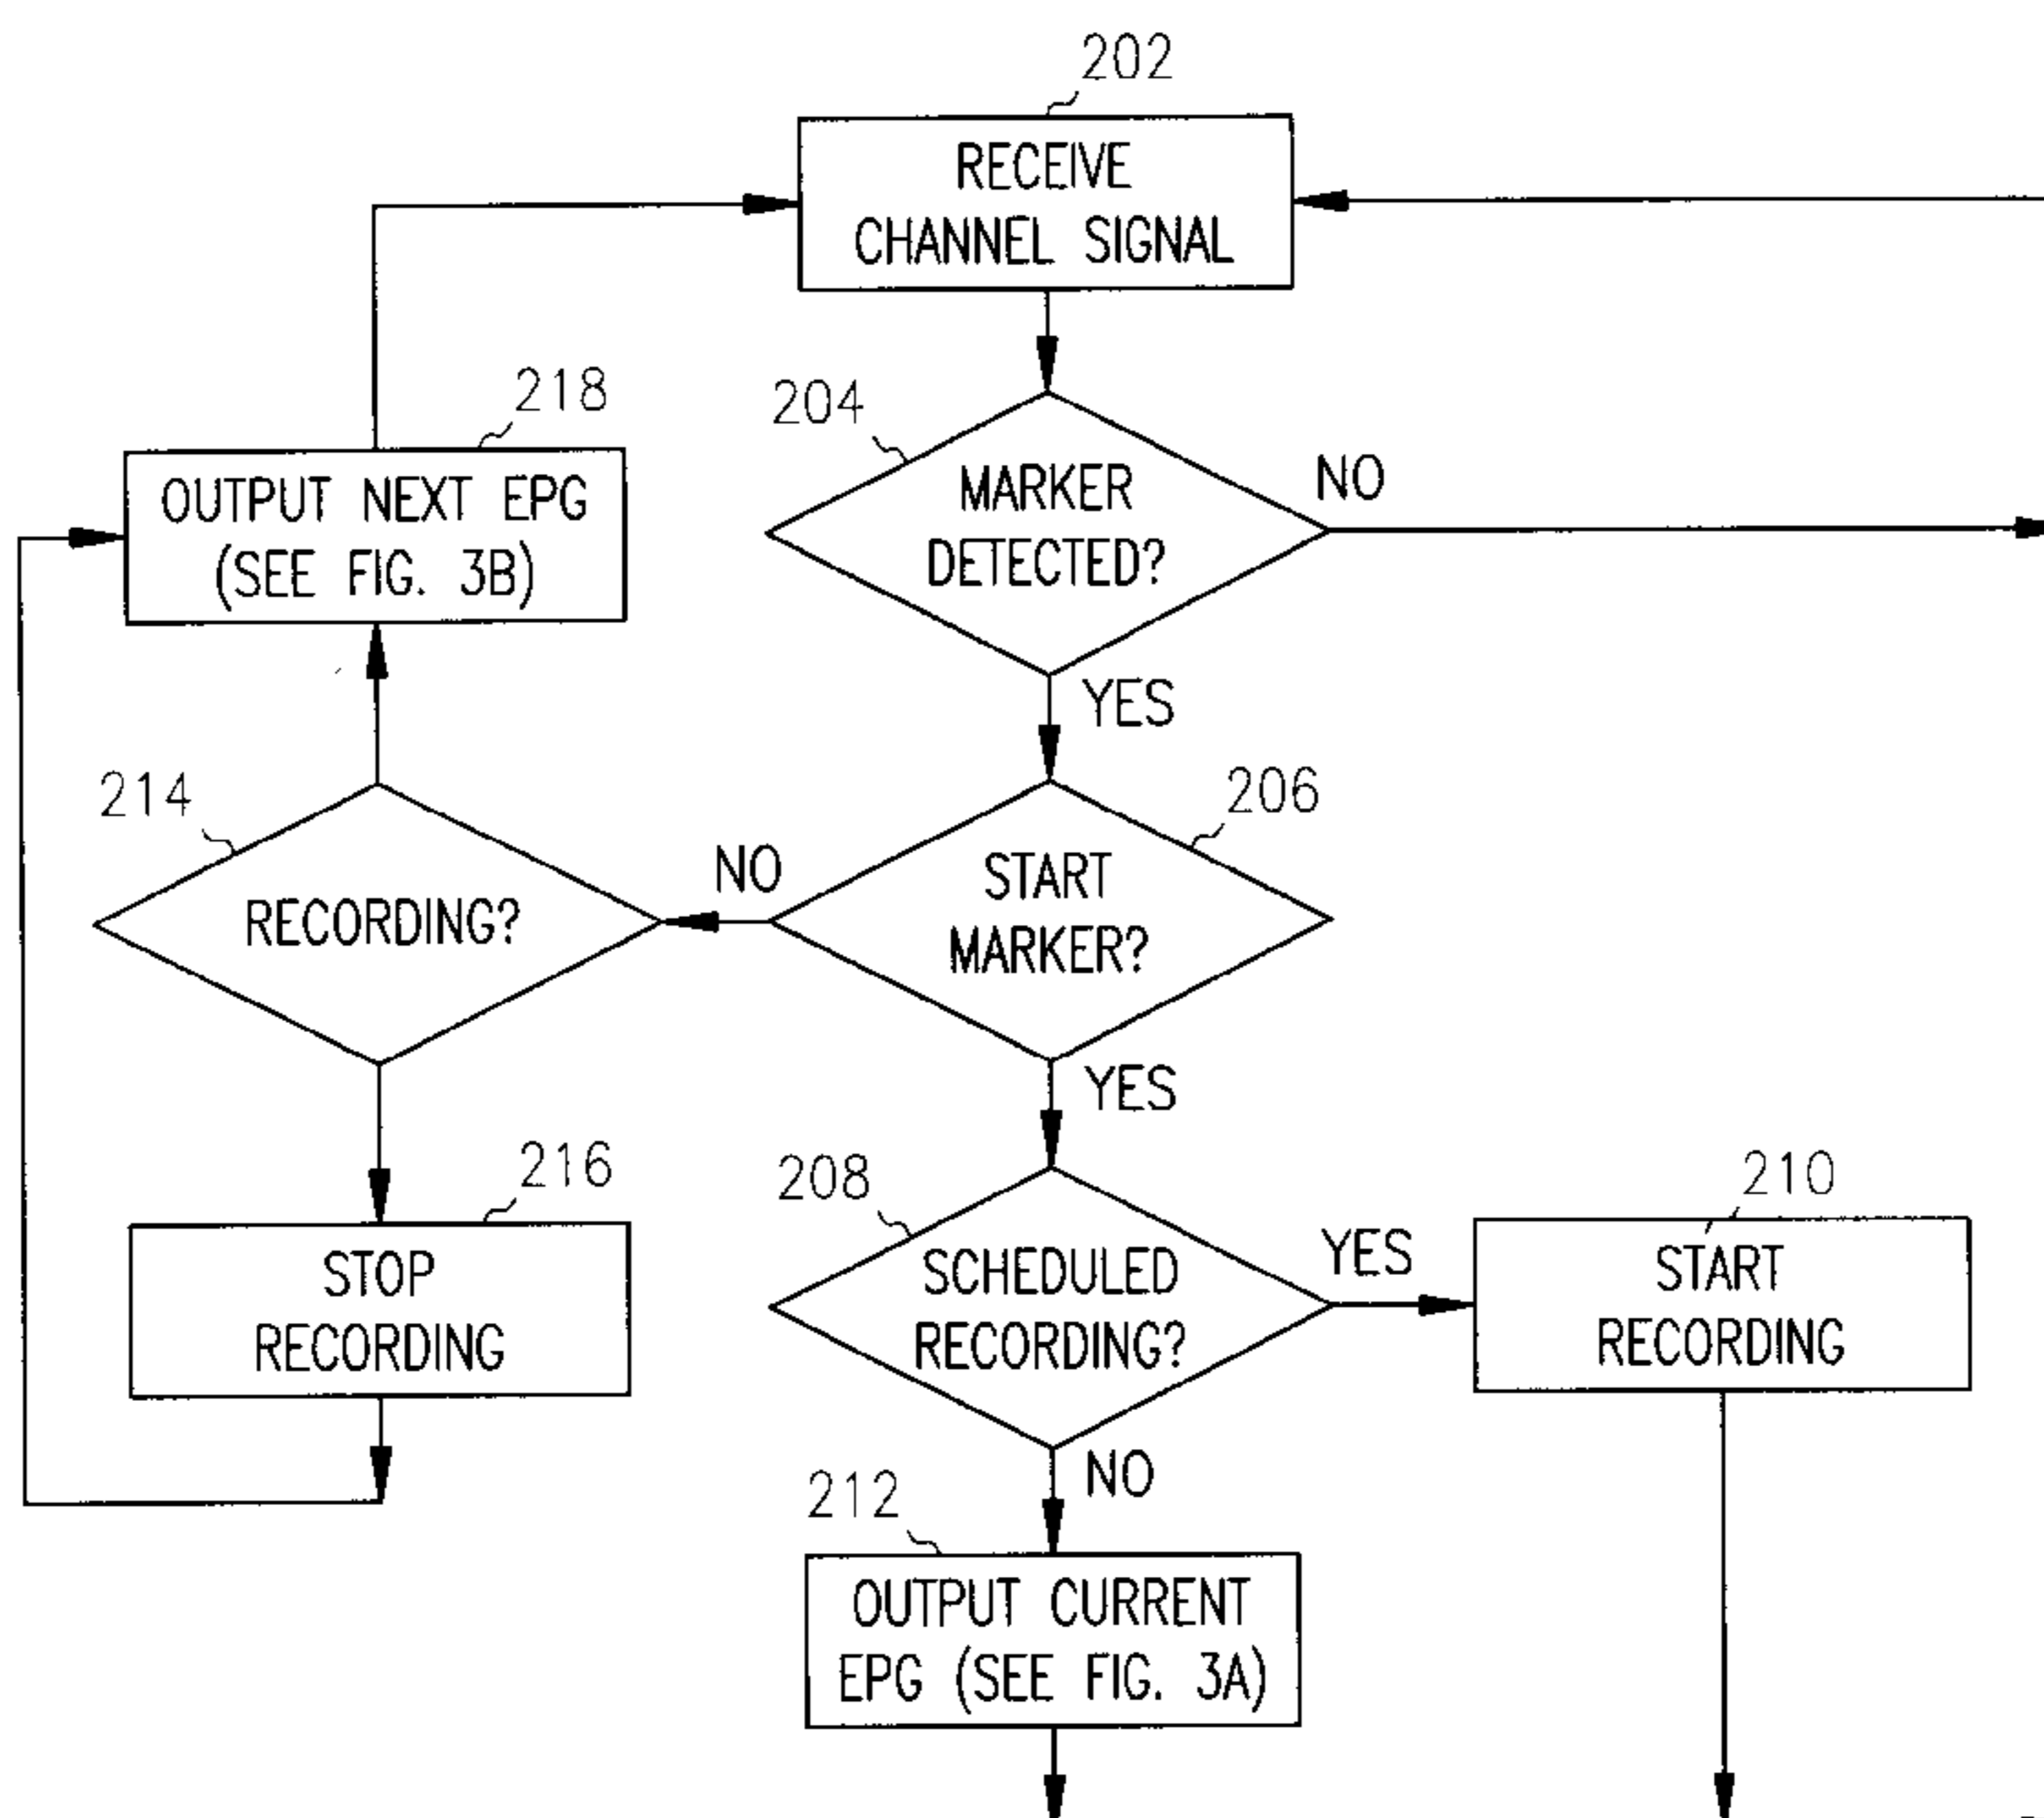 202
RECEIVE
CHANNEL SIGNAL
218
OUTPUT NEXT EPG
(SEE FIG. 3B)
204
MARKER
DETECTED?
NO
YES
214
RECORDING?
NO
206
START
MARKER?
YES
216
STOP
RECORDING
208
SCHEDULED
RECORDING?
YES
210
START
RECORDING
NO
212
OUTPUT CURRENT
EPG (SEE FIG. 3A)